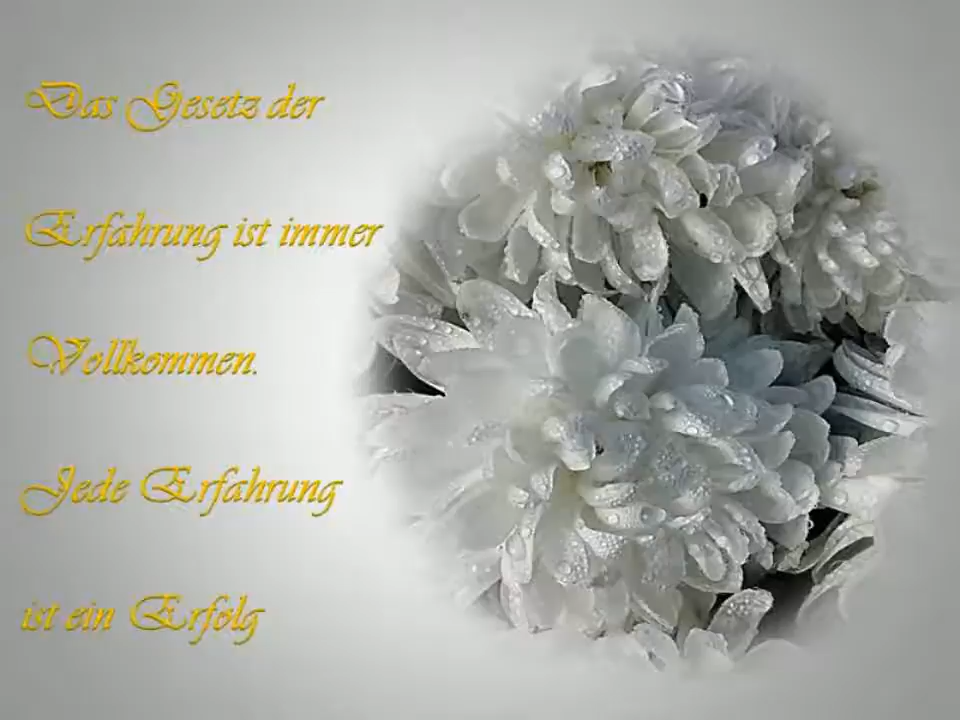 Das Gesetz der
Erfahrung ist immer
Vollkommen.
Jede Erfahrung
ist ein Erfolg